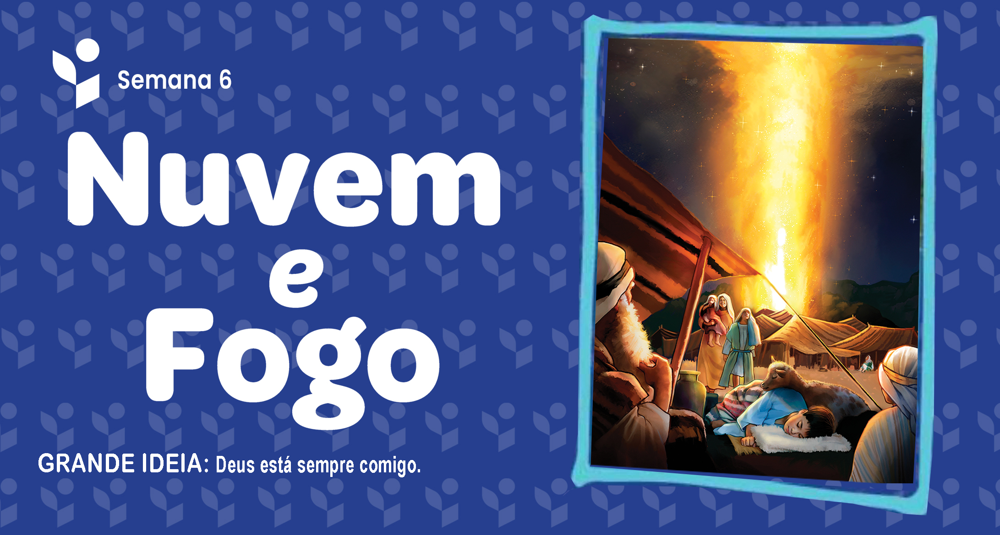 Semana 6
Nuvem
e
Fogo
GRANDE IDEIA: Deus está sempre comigo.